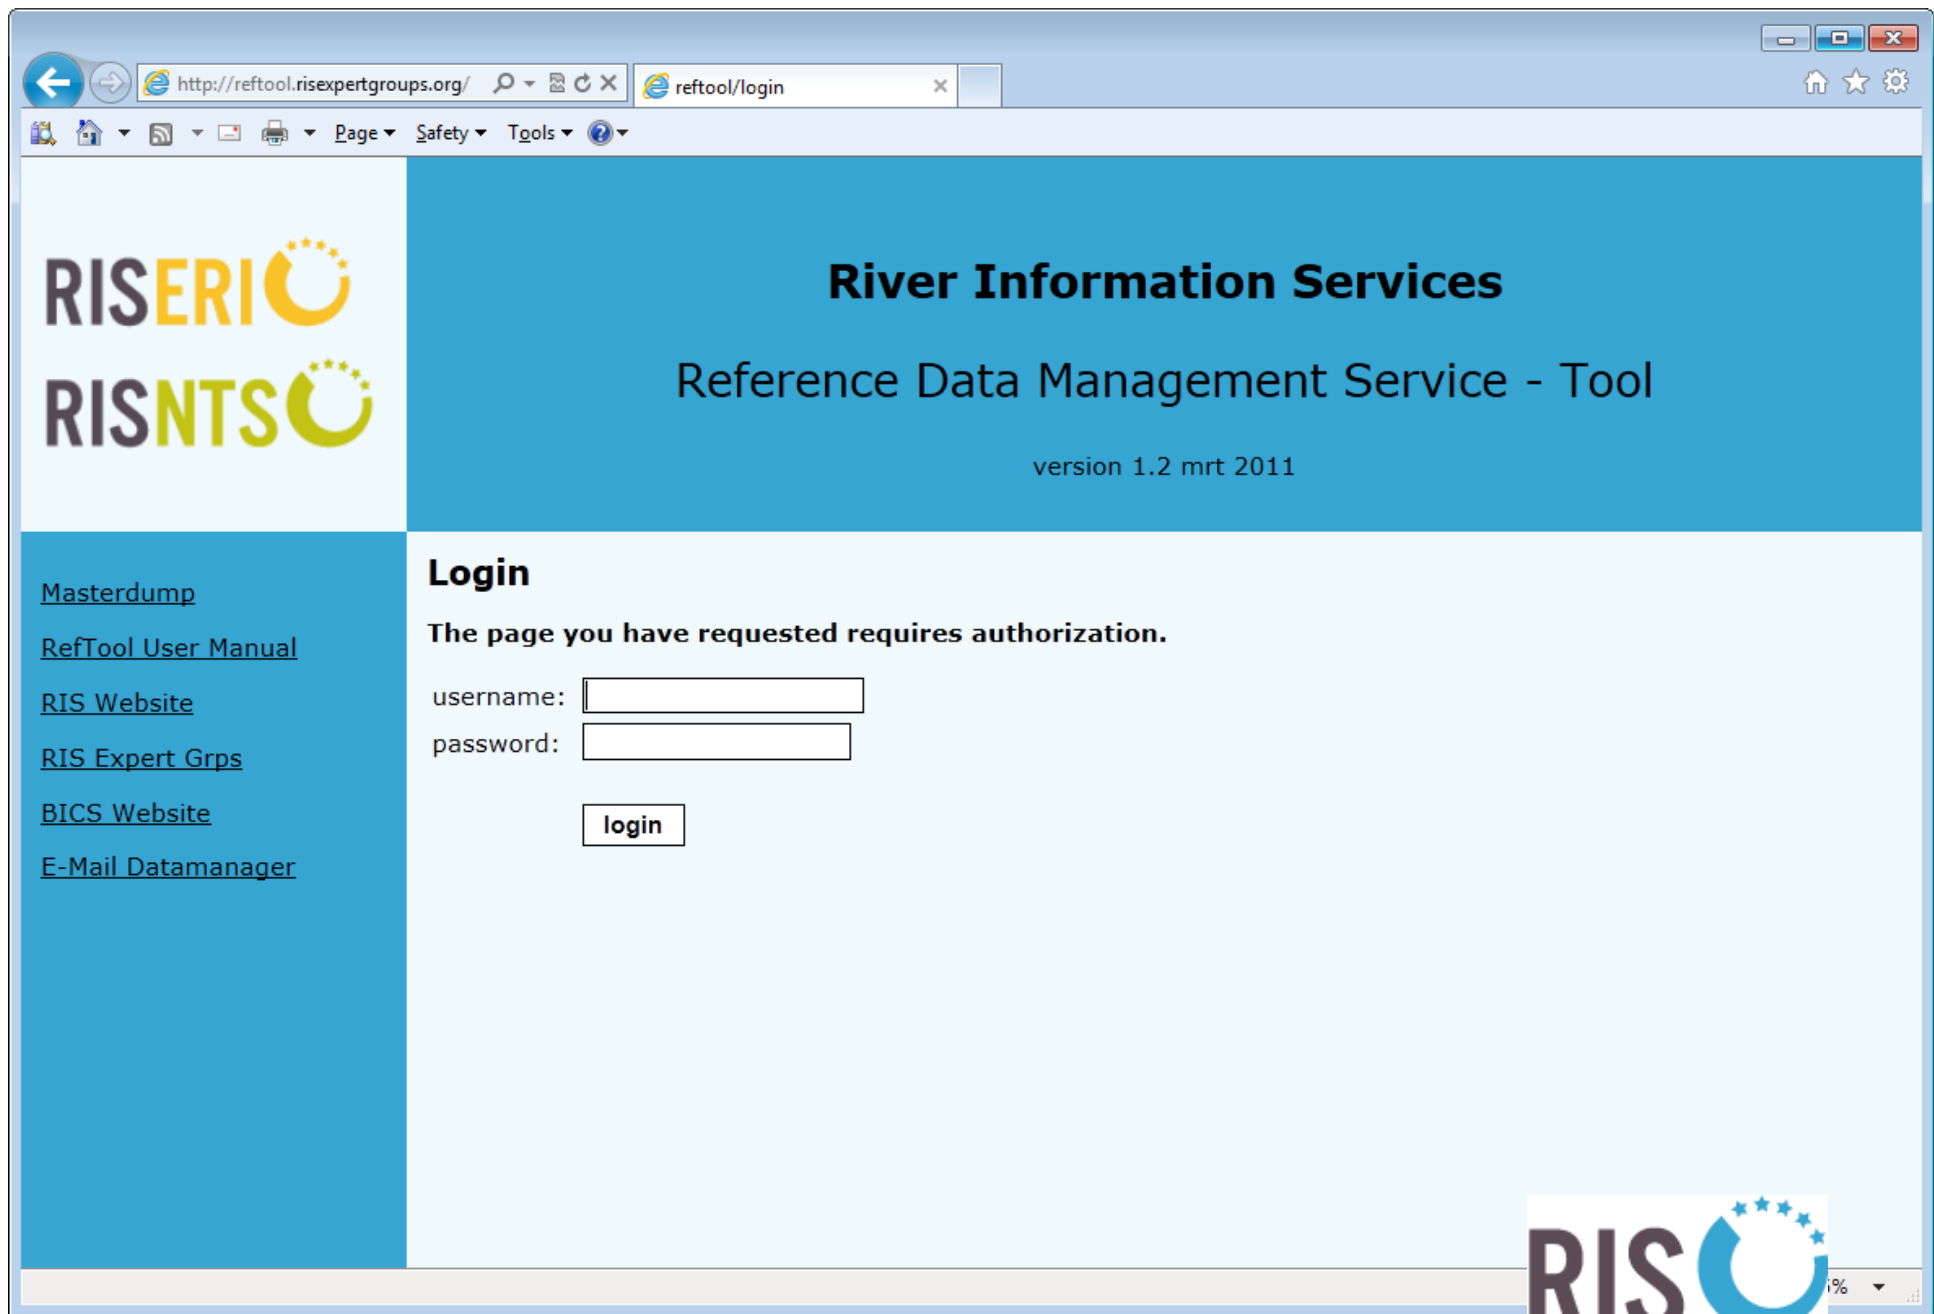 http://reftool.risexpertgroups.org/
reftool/login
Page Safety Tools
RISERI
RISNTS
River Information Services
Reference Data Management Service - Tool
version 1.2 mrt 2011
Masterdump
RefTool User Manual
RIS Website
RIS Expert Grps
BICS Website
E-Mail Datamanager
Login
The page you have requested requires authorization.
username:
password:
login
RIS